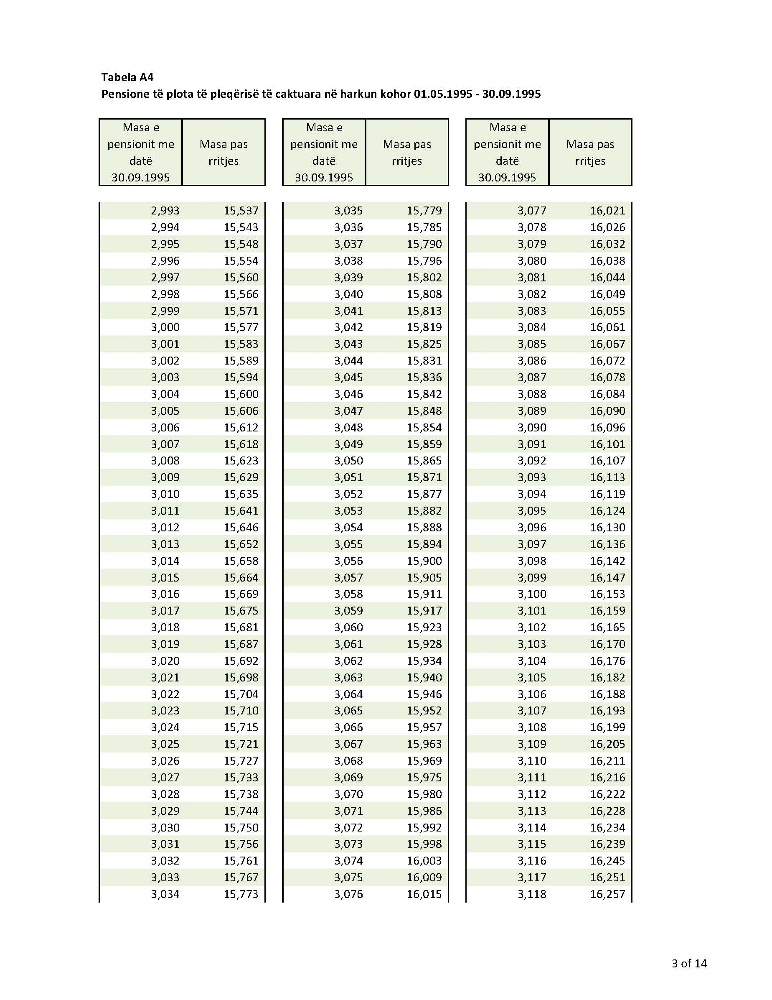 Tabela A4
Pensione të plota të pleqërisë të caktuara në harkun kohor 01.05.1995 - 30.09.1995
Masa e pensionit me datë 30.09.1995 Masa pas rritjes Masa e pensionit me datë 30.09.1995 Masa pas rritjes Masa e pensionit me datë 30.09.1995 Masa pas rritjes
2,993 15,537 3,035 15,779 3,077 16,021
2,994 15,543 3,036 15,785 3,078 16,026
2,995 15,548 3,037 15,790 3,079 16,032
2,996 15,554 3,038 15,796 3,080 16,038
2,997 15,560 3,039 15,802 3,081 16,044
2,998 15,566 3,040 15,808 3,082 16,049
2,999 15,571 3,041 15,813 3,083 16,055
3,000 15,577 3,042 15,819 3,084 16,061
3,001 15,583 3,043 15,825 3,085 16,067
3,002 15,589 3,044 15,831 3,086 16,072
3,003 15,594 3,045 15,836 3,087 16,078
3,004 15,600 3,046 15,842 3,088 16,084
3,005 15,606 3,047 15,848 3,089 16,090
3,006 15,612 3,048 15,854 3,090 16,096
3,007 15,618 3,049 15,859 3,091 16,101
3,008 15,623 3,050 15,865 3,092 16,107
3,009 15,629 3,051 15,871 3,093 16,113
3,010 15,635 3,052 15,877 3,094 16,119
3,011 15,641 3,053 15,882 3,095 16,124
3,012 15,646 3,054 15,888 3,096 16,130
3,013 15,652 3,055 15,894 3,097 16,136
3,014 15,658 3,056 15,900 3,098 16,142
3,015 15,664 3,057 15,905 3,099 16,147
3,016 15,669 3,058 15,911 3,100 16,153
3,017 15,675 3,059 15,917 3,101 16,159
3,018 15,681 3,060 15,923 3,102 16,165
3,019 15,687 3,061 15,928 3,103 16,170
3,020 15,692 3,062 15,934 3,104 16,176
3,021 15,698 3,063 15,940 3,105 16,182
3,022 15,704 3,064 15,946 3,106 16,188
3,023 15,710 3,065 15,952 3,107 16,193
3,024 15,715 3,066 15,957 3,108 16,199
3,025 15,721 3,067 15,963 3,109 16,205
3,026 15,727 3,068 15,969 3,110 16,211
3,027 15,733 3,069 15,975 3,111 16,216
3,028 15,738 3,070 15,980 3,112 16,222
3,029 15,744 3,071 15,986 3,113 16,228
3,030 15,750 3,072 15,992 3,114 16,234
3,031 15,756 3,073 15,998 3,115 16,239
3,032 15,761 3,074 16,003 3,116 16,245
3,033 15,767 3,075 16,009 3,117 16,251
3,034 15,773 3,076 16,015 3,118 16,257
3 of 14